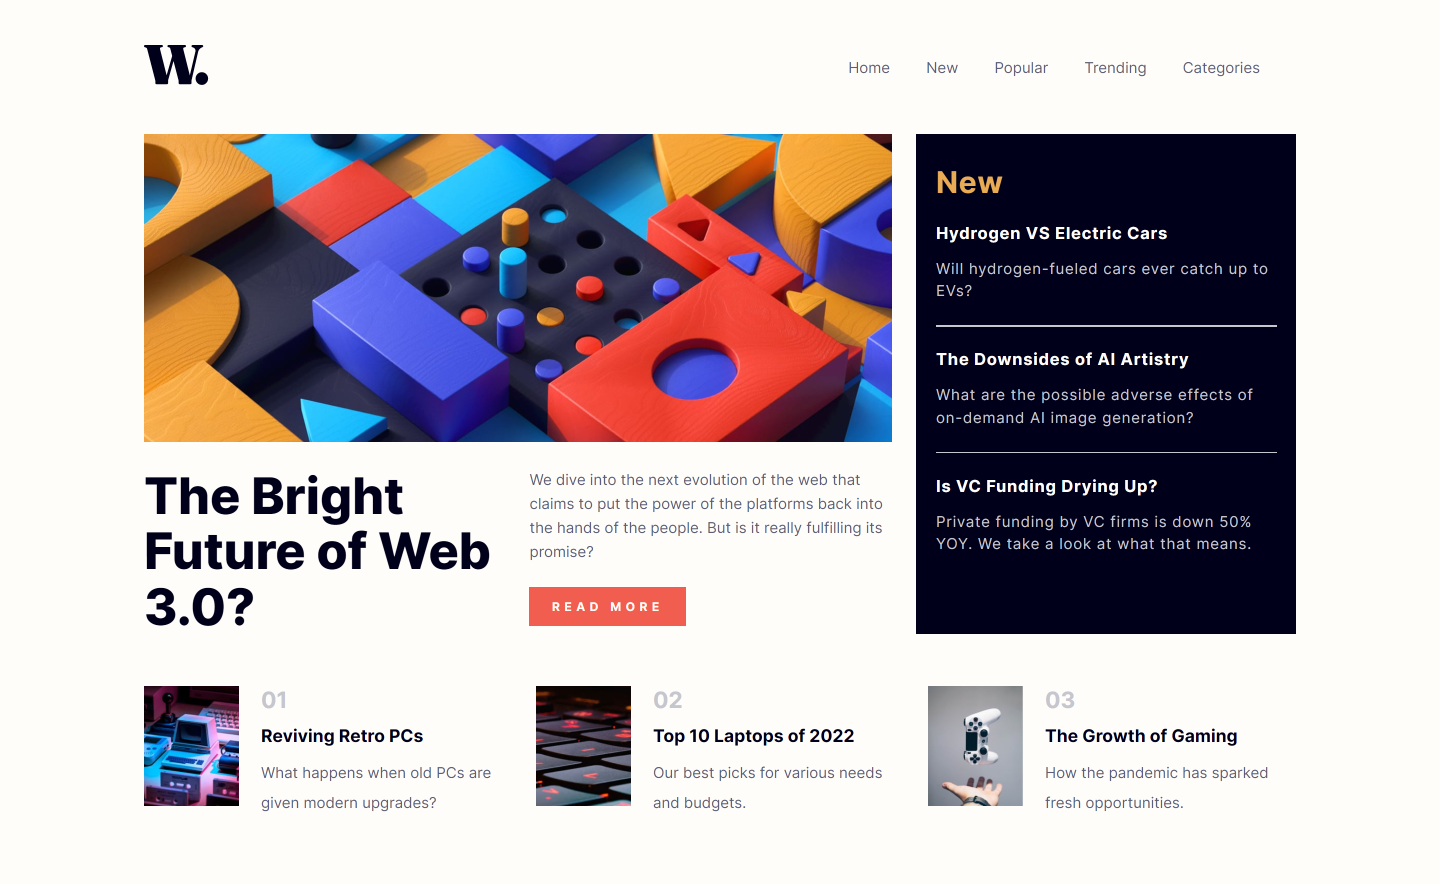 W.
Home New Popular Trending Categories
The Bright
Future of Web
3.0?
We dive into the next evolution of the web that
claims to put the power of the platforms back into
the hands of the people. But is it really fulfilling its
promise?
READ MORE
New
Hydrogen VS Electric Cars
Will hydrogen-fueled cars ever catch up to
EVs?
The Downsides of AI Artistry
What are the possible adverse effects of
on-demand AI image generation?
Is VC Funding Drying Up?
Private funding by VC firms is down 50%
YOY. We take a look at what that means.
01
Reviving Retro PCs
What happens when old PCs are
given modern upgrades?
02
Top 10 Laptops of 2022
Our best picks for various needs
and budgets.
03
The Growth of Gaming
How the pandemic has sparked
fresh opportunities.